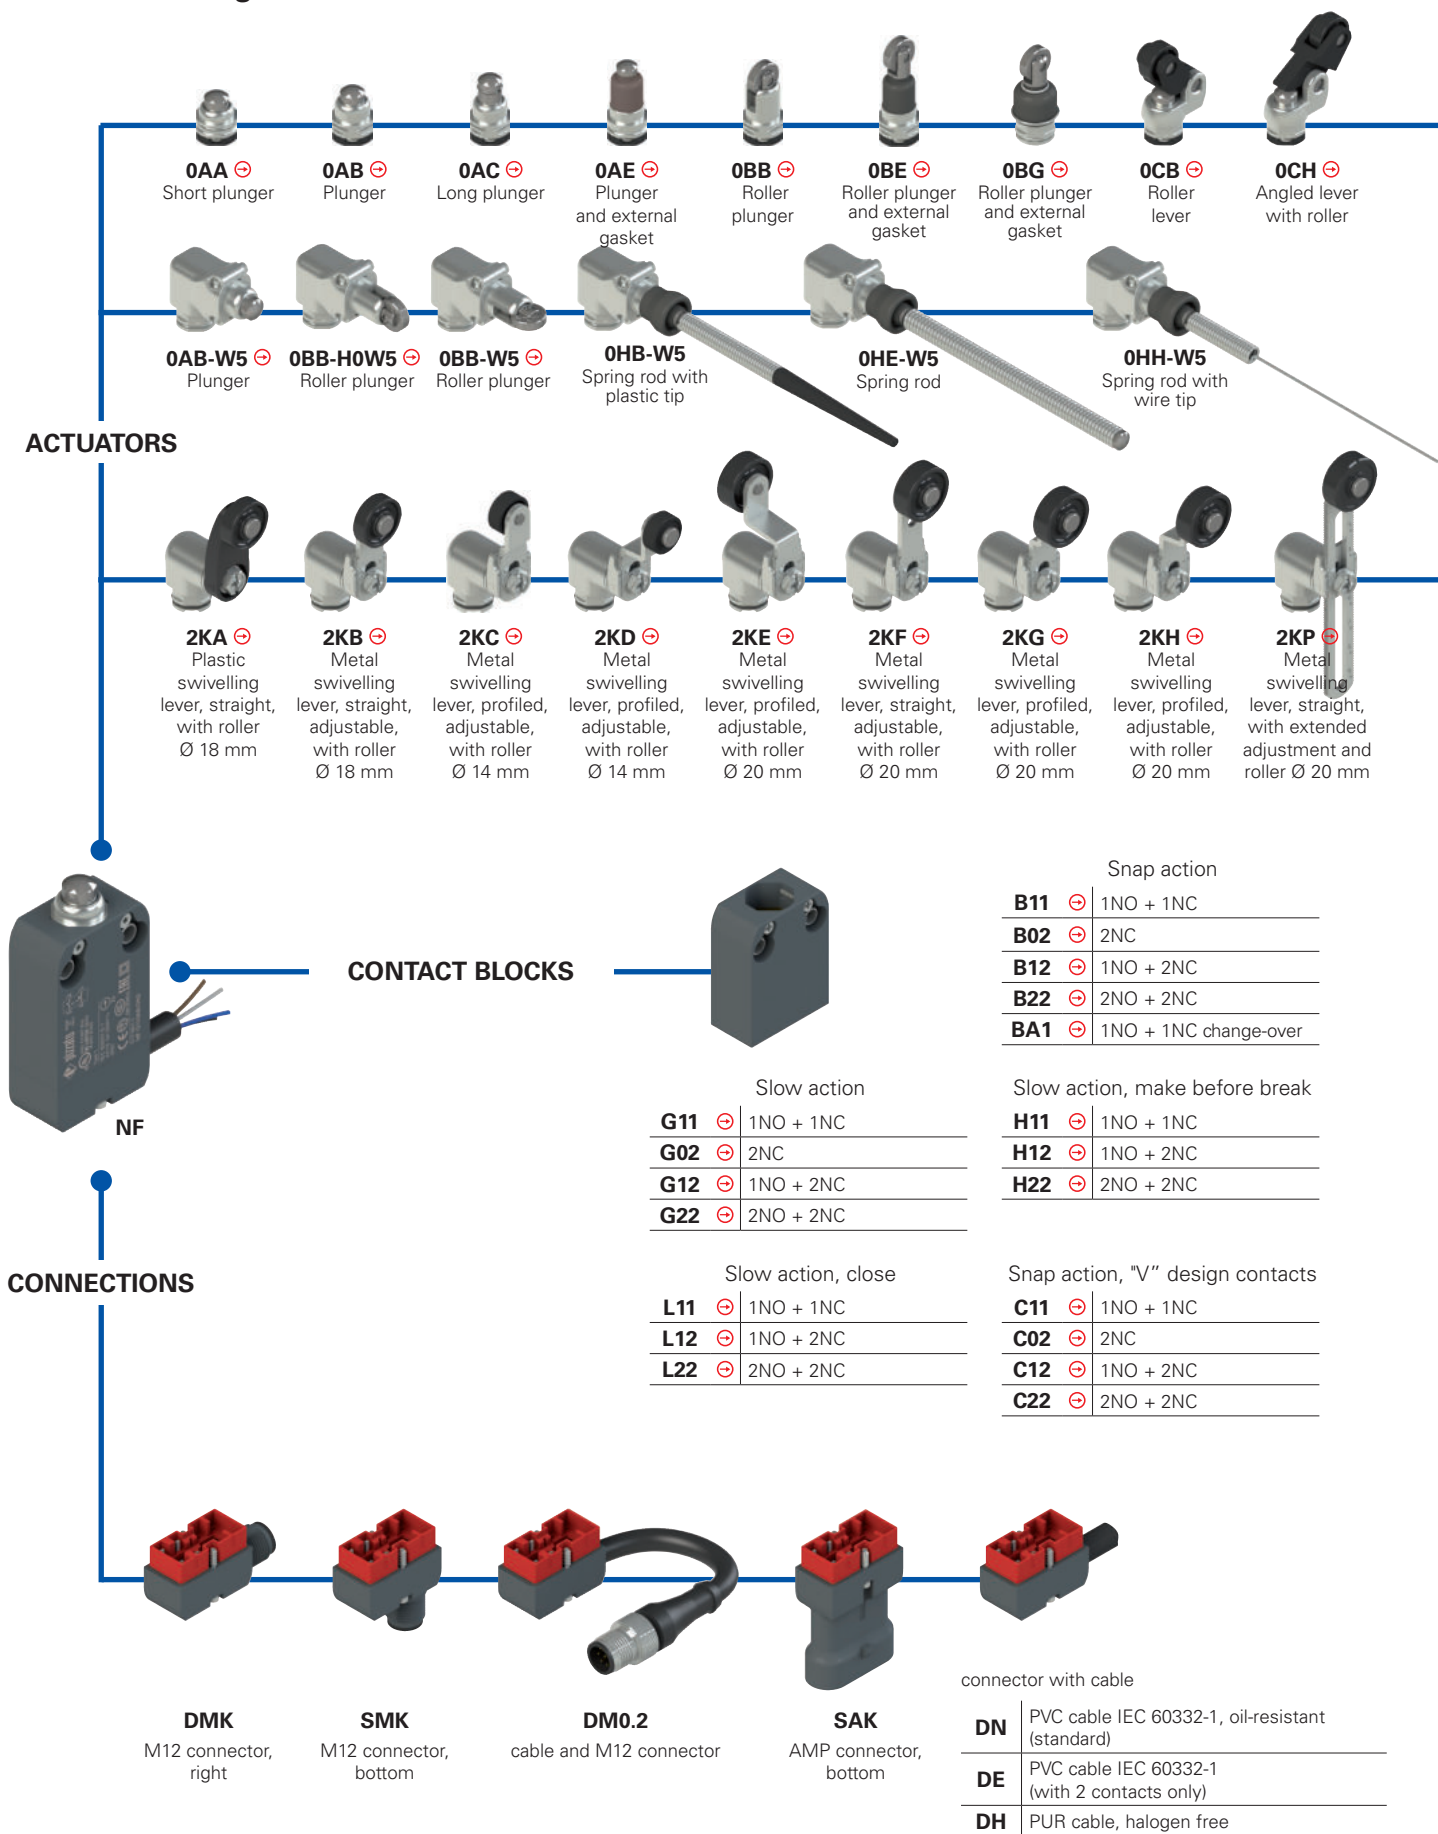 0AA
Short plunger
0AB
Plunger
0AC
Long plunger
0AE
Plunger
and external
gasket
0BB
Roller
plunger
0BE
Roller plunger
and external
gasket
0BG
Roller plunger
and external
gasket
0CB
Roller
lever
0CH
Angled lever
with roller
0AB-W5
Plunger
0BB-H0W5
Roller plunger
0BB-W5
Roller plunger
0HB-W5
Spring rod with
plastic tip
0HE-W5
Spring rod
0HH-W5
Spring rod with
wire tip
ACTUATORS
2KA
Plastic
swivelling
lever, straight,
with roller
Ø 18 mm
2KB
Metal
swivelling
lever, straight,
adjustable,
with roller
Ø 18 mm
2KC
Metal
swivelling
lever, profiled,
adjustable,
with roller
Ø 14 mm
2KD
Metal
swivelling
lever, profiled,
adjustable,
with roller
Ø 14 mm
2KE
Metal
swivelling
lever, profiled,
adjustable,
with roller
Ø 20 mm
2KF
Metal
swivelling
lever, straight,
adjustable,
with roller
Ø 20 mm
2KG
Metal
swivelling
lever, profiled,
adjustable,
with roller
Ø 20 mm
2KH
Metal
swivelling
lever, profiled,
adjustable,
with roller
Ø 20 mm
2KP
Metal
swivelling
lever, straight,
with extended
adjustment and
roller Ø 20 mm
pizzato
NF
CONTACT BLOCKS
Snap action
B11 1NO + 1NC
B02 2NC
B12 1NO + 2NC
B22 2NO + 2NC
BA1 1NO + 1NC change-over
Slow action
G11 1NO + 1NC
G02 2NC
G12 1NO + 2NC
G22 2NO + 2NC
Slow action, make before break
H11 1NO + 1NC
H12 1NO + 2NC
H22 2NO + 2NC
Slow action, close
L11 1NO + 1NC
L12 1NO + 2NC
L22 2NO + 2NC
Snap action, "V” design contacts
C11 1NO + 1NC
C02 2NC
C12 1NO + 2NC
C22 2NO + 2NC
CONNECTIONS
DMK
M12 connector,
right
SMK
M12 connector,
bottom
DM0.2
cable and M12 connector
SAK
AMP connector,
bottom
connector with cable
DN PVC cable IEC 60332-1, oil-resistant
(standard)
DE PVC cable IEC 60332-1
(with 2 contacts only)
DH PUR cable, halogen free